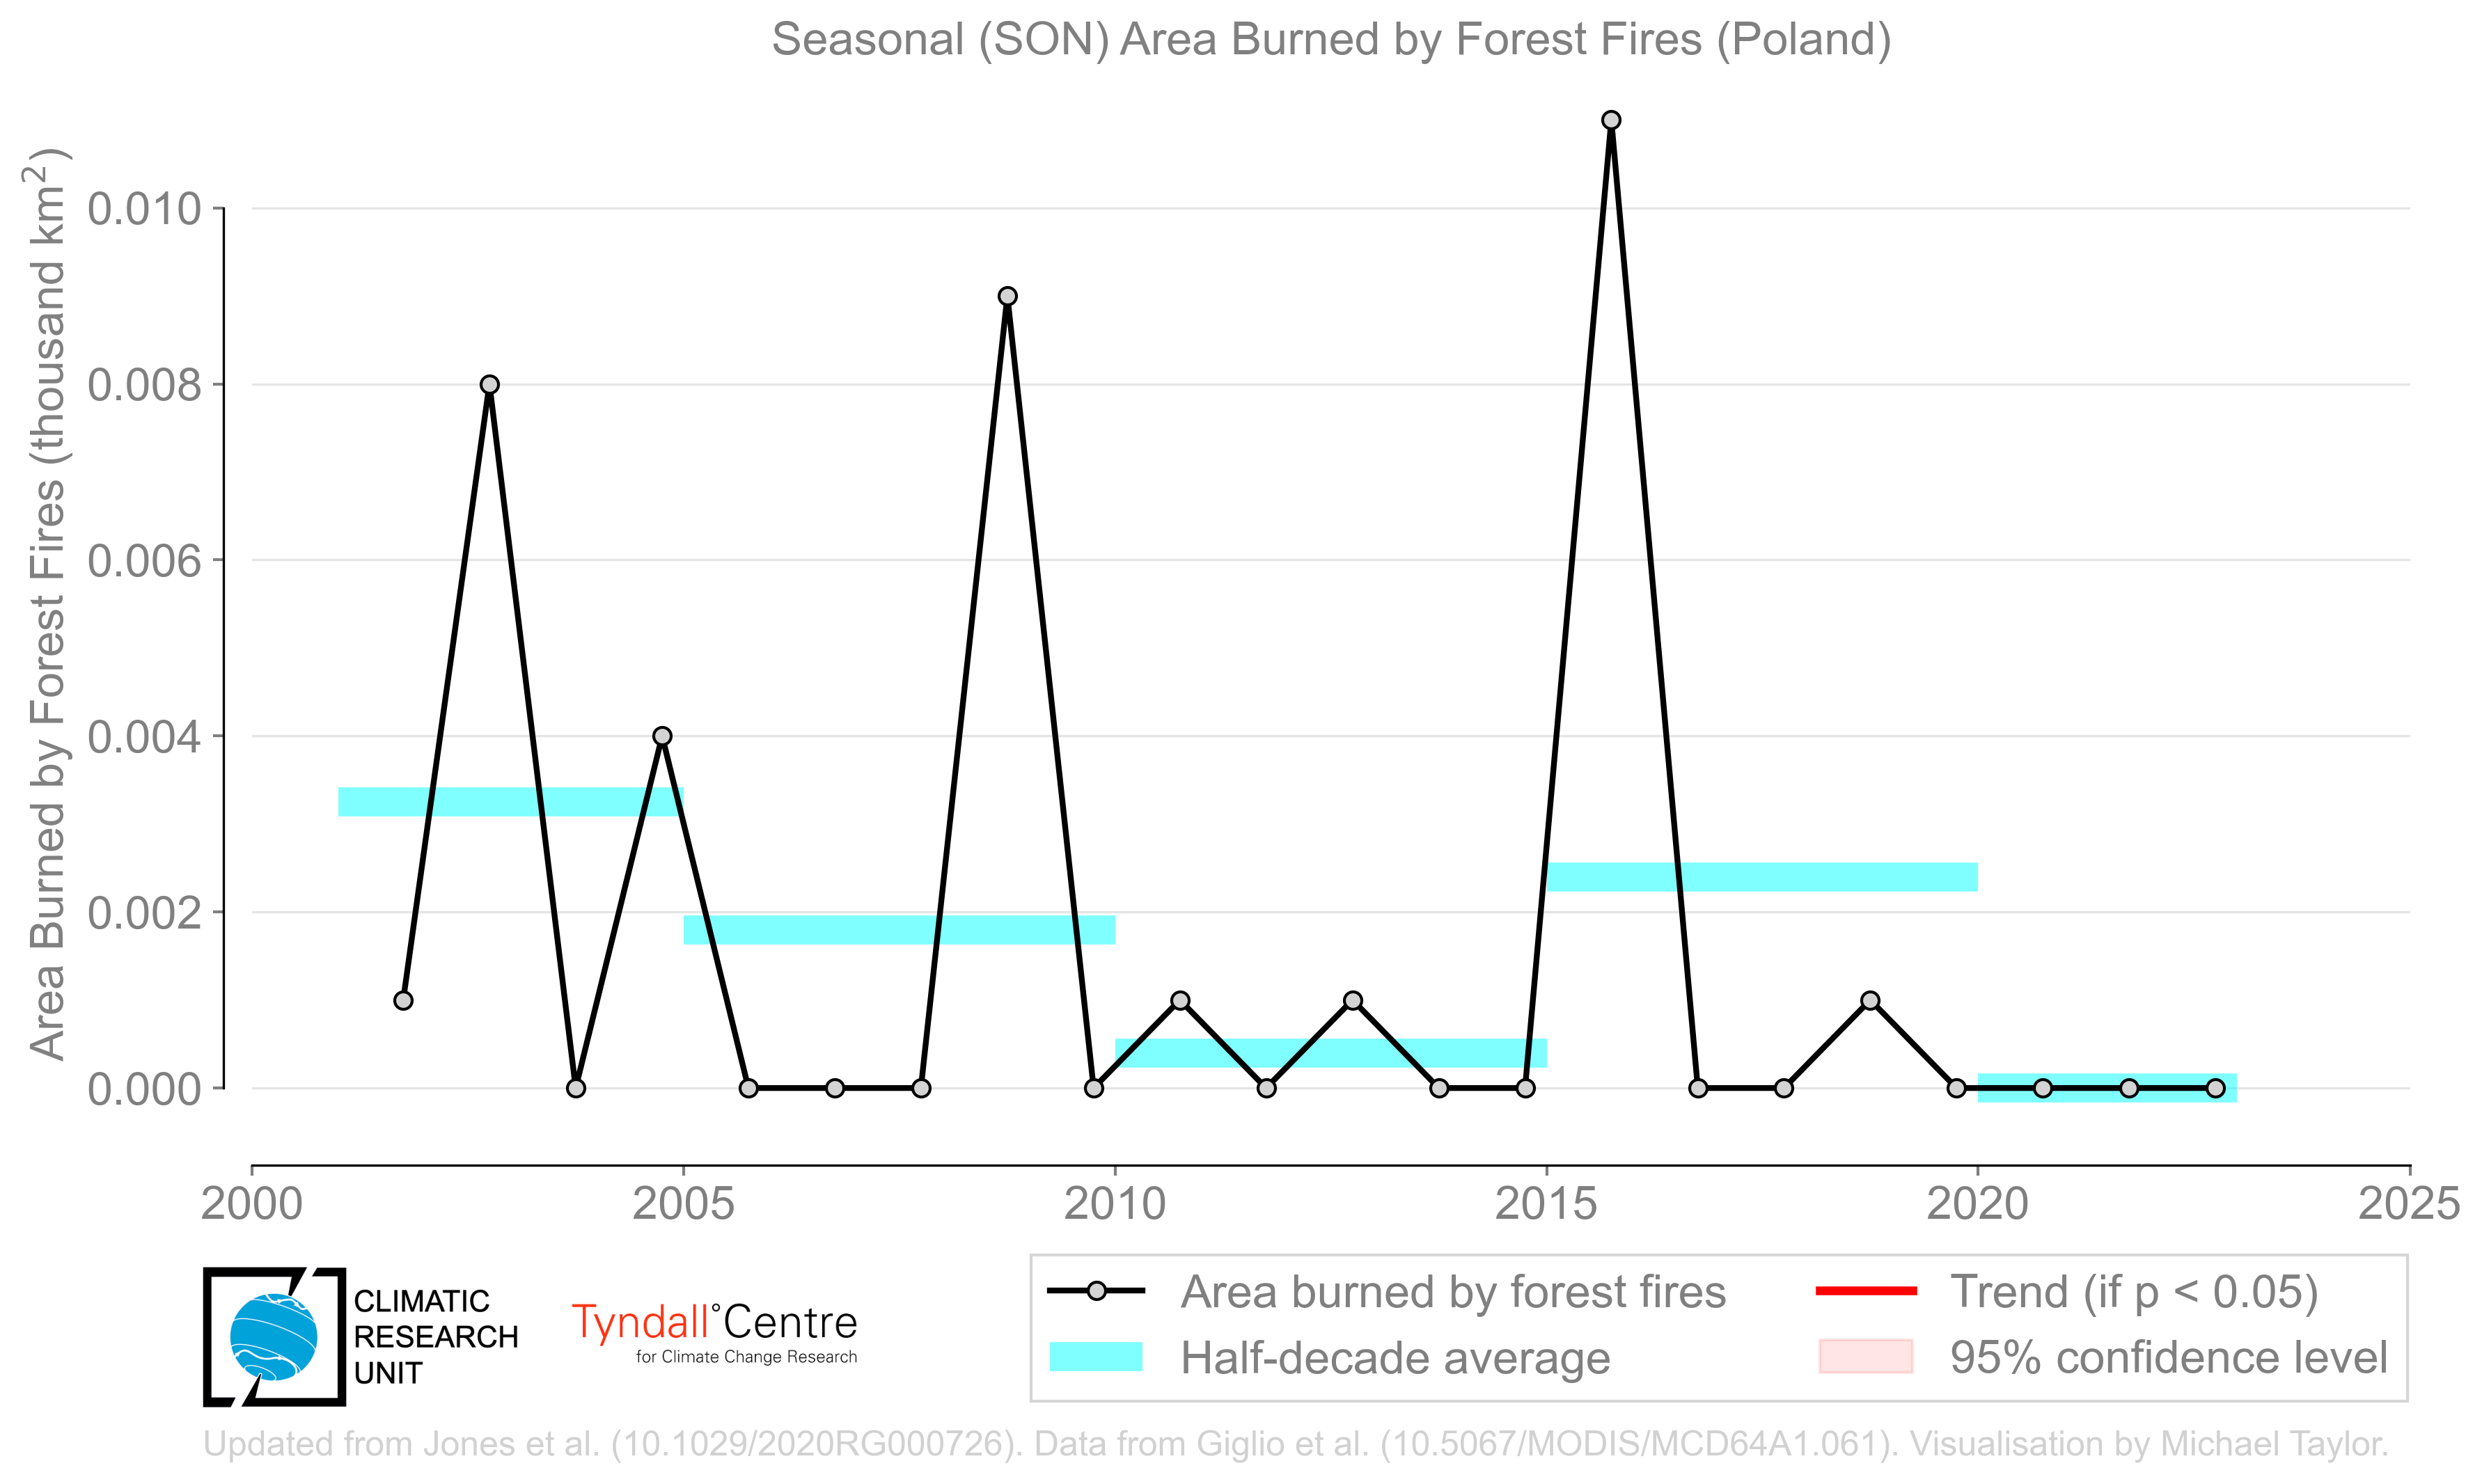 Seasonal (SON) Area Burned by Forest Fires (Poland)
Area Burned by Forest Fires (thousand km²)
0.010
0.008
0.006
0.004
0.002
0.000
2000 2005 2010 2015 2020 2025
CLIMATIC
RESEARCH
UNIT
Tyndall°Centre
for Climate Change Research
Area burned by forest fires
Half-decade average
Trend (if p < 0.05)
95% confidence level
Updated from Jones et al. (10.1029/2020RG000726). Data from Giglio et al. (10.5067/MODIS/MCD64A1.061). Visualisation by Michael Taylor.